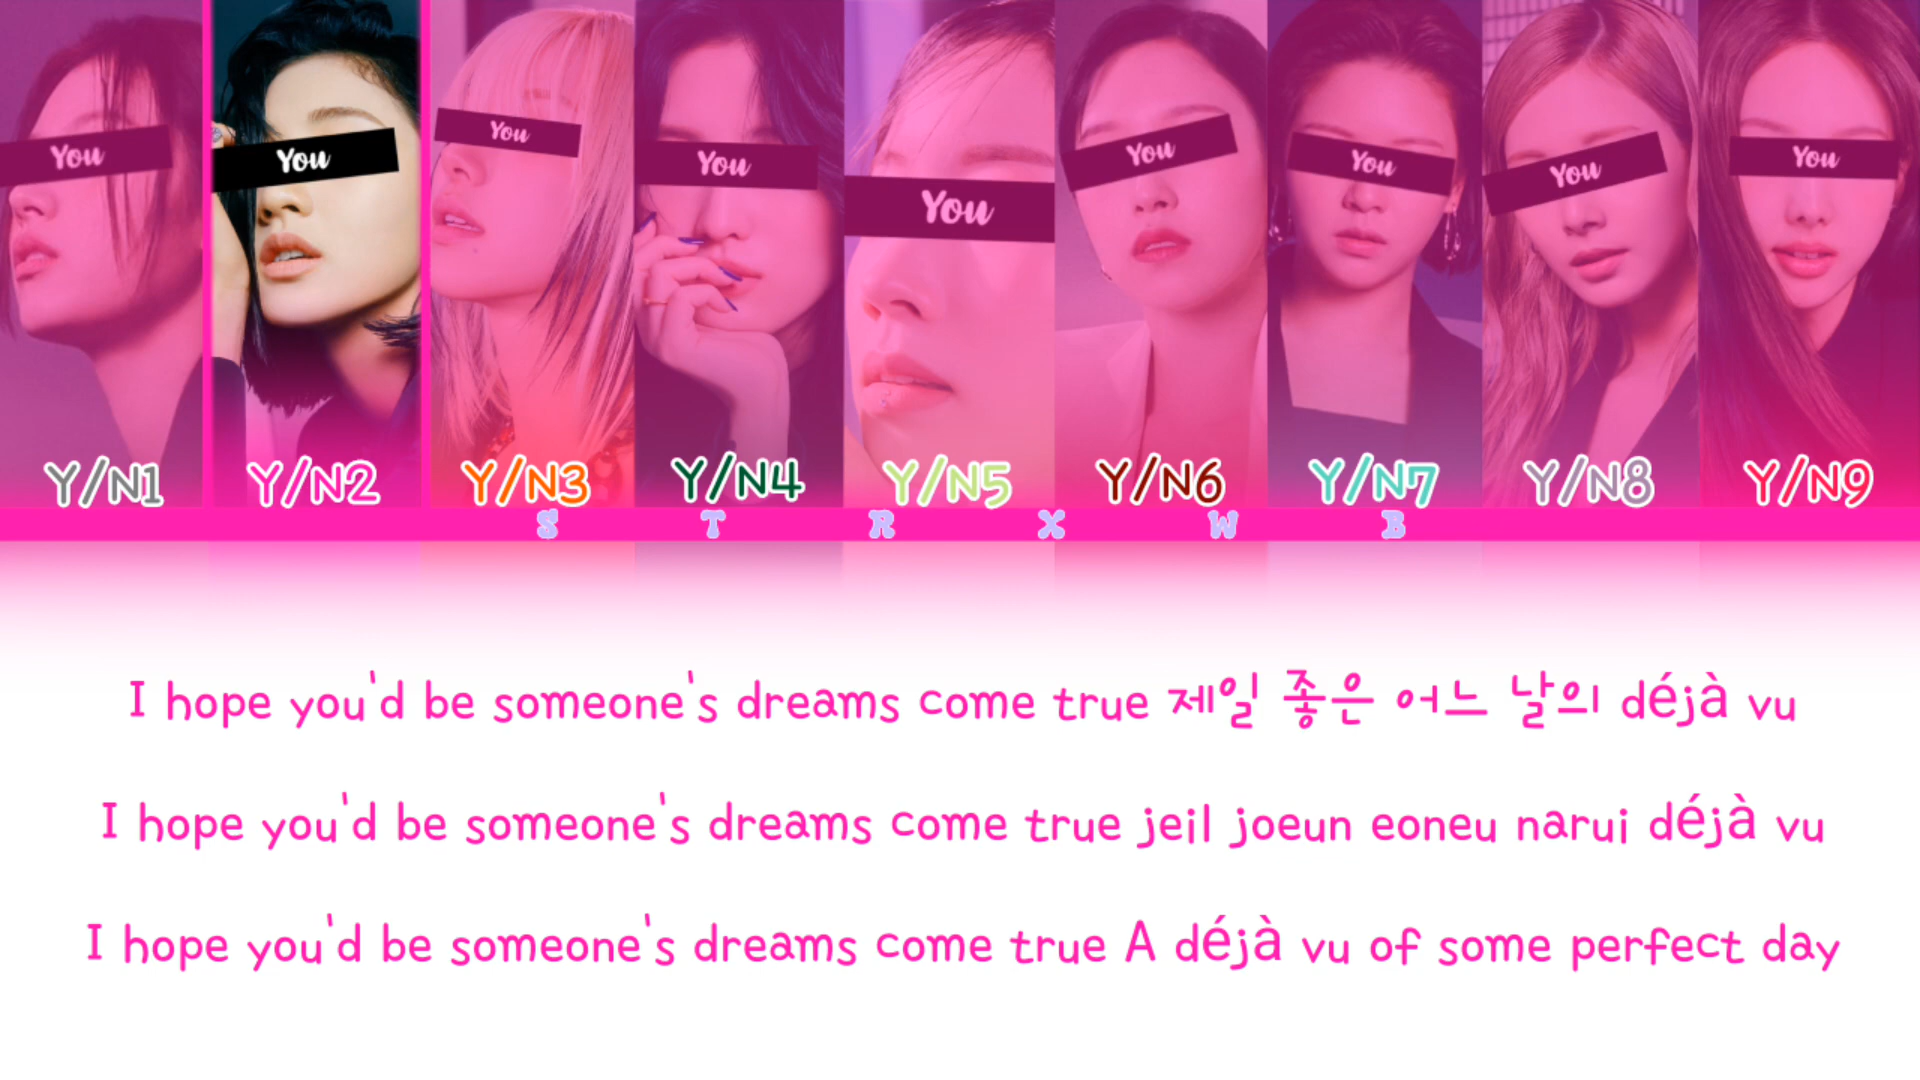 You You You You You You You You You
Y/N1 Y/N2 Y/N3 Y/N4 Y/N5 Y/N6 Y/N7 Y/N8 Y/N9
S T R X W B
I hope you'd be someone's dreams come true 제일 좋은 어느 날의 déjà vu
I hope you'd be someone's dreams come true jeil joeun eoneu narui déjà vu
I hope you'd be someone's dreams come true A déjà vu of some perfect day